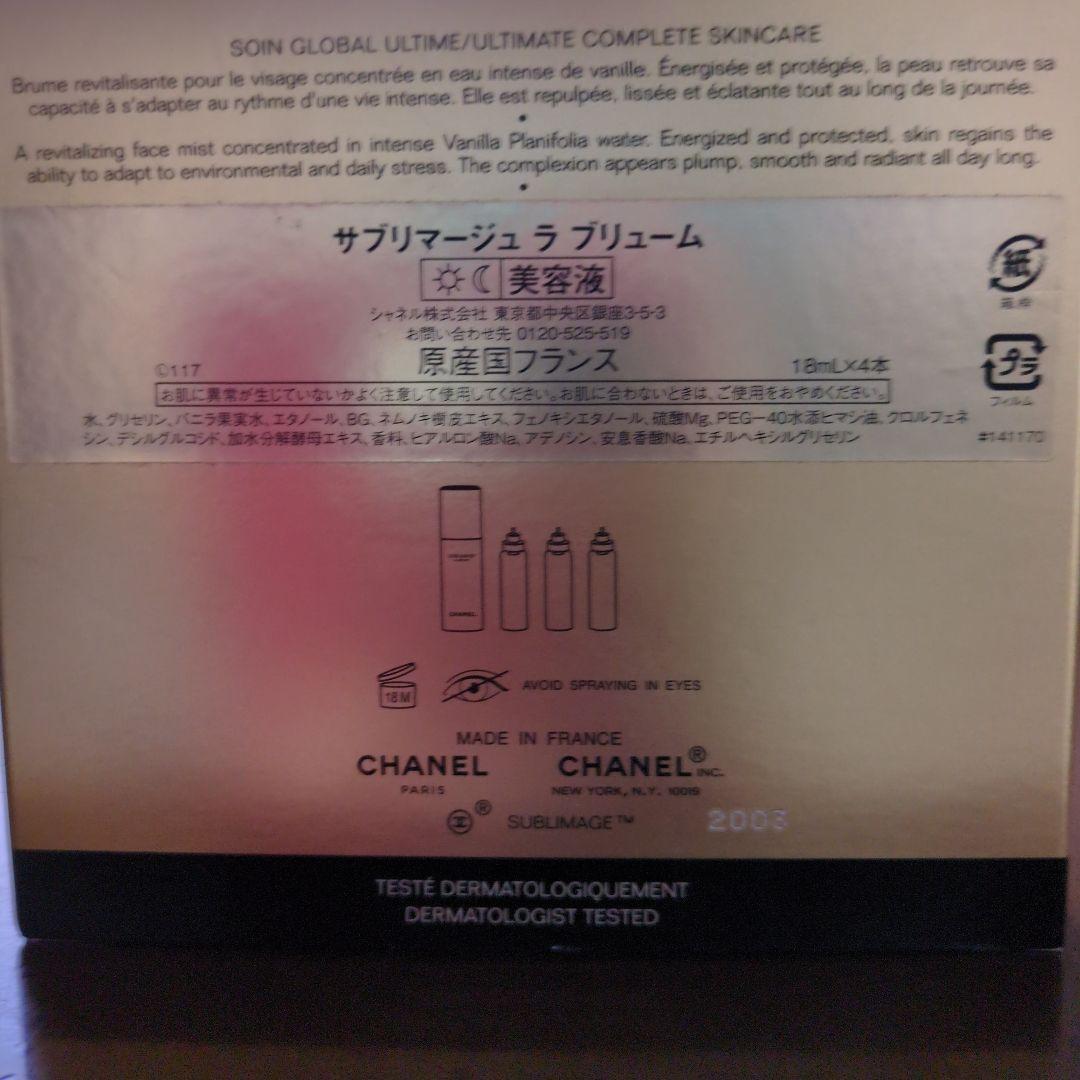 SOIN GLOBAL ULTIME/ULTIMATE COMPLETE SKINCARE
Brume revitalisante pour le visage concentrée en eau intense de vanille. Énergisée et protégée, la peau retrouve sa
capacité à s'adapter au rythme d'une vie intense. Elle est repulpée, lissée et éclatante tout au long de la journée.
•
A revitalizing face mist concentrated in intense Vanilla Planifolia water. Energized and protected, skin regains the
ability to adapt to environmental and daily stress. The complexion appears plump, smooth and radiant all day long.
•
サブリマージュ ラ ブリューム
美容液
紙
シャネル株式会社 東京都中央区銀座3-5-3
お問い合わせ先 0120-525-519
©117
原産国フランス
18mL×4本
プラ
フィルム
お肌に異常が生じていないかよく注意して使用してください。お肌に合わないときは、ご使用をおやめください。
水、グリセリン、バニラ果実水、エタノール、BG、ネムノキ樹皮エキス、フェノキシエタノール、硫酸Mg、PEG-40水添ヒマシ油、クロルフェネ
シン、デシルグルコシド、加水分解酵母エキス、香料、ヒアルロン酸Na、アデノシン、安息香酸Na、エチルヘキシルグリセリン
#141170
CHANEL
18M
AVOID SPRAYING IN EYES
MADE IN FRANCE
CHANEL CHANEL® INC.
PARIS NEW YORK, N.Y. 10019
® SUBLIMAGE™ 2003
TESTÉ DERMATOLOGIQUEMENT
DERMATOLOGIST TESTED